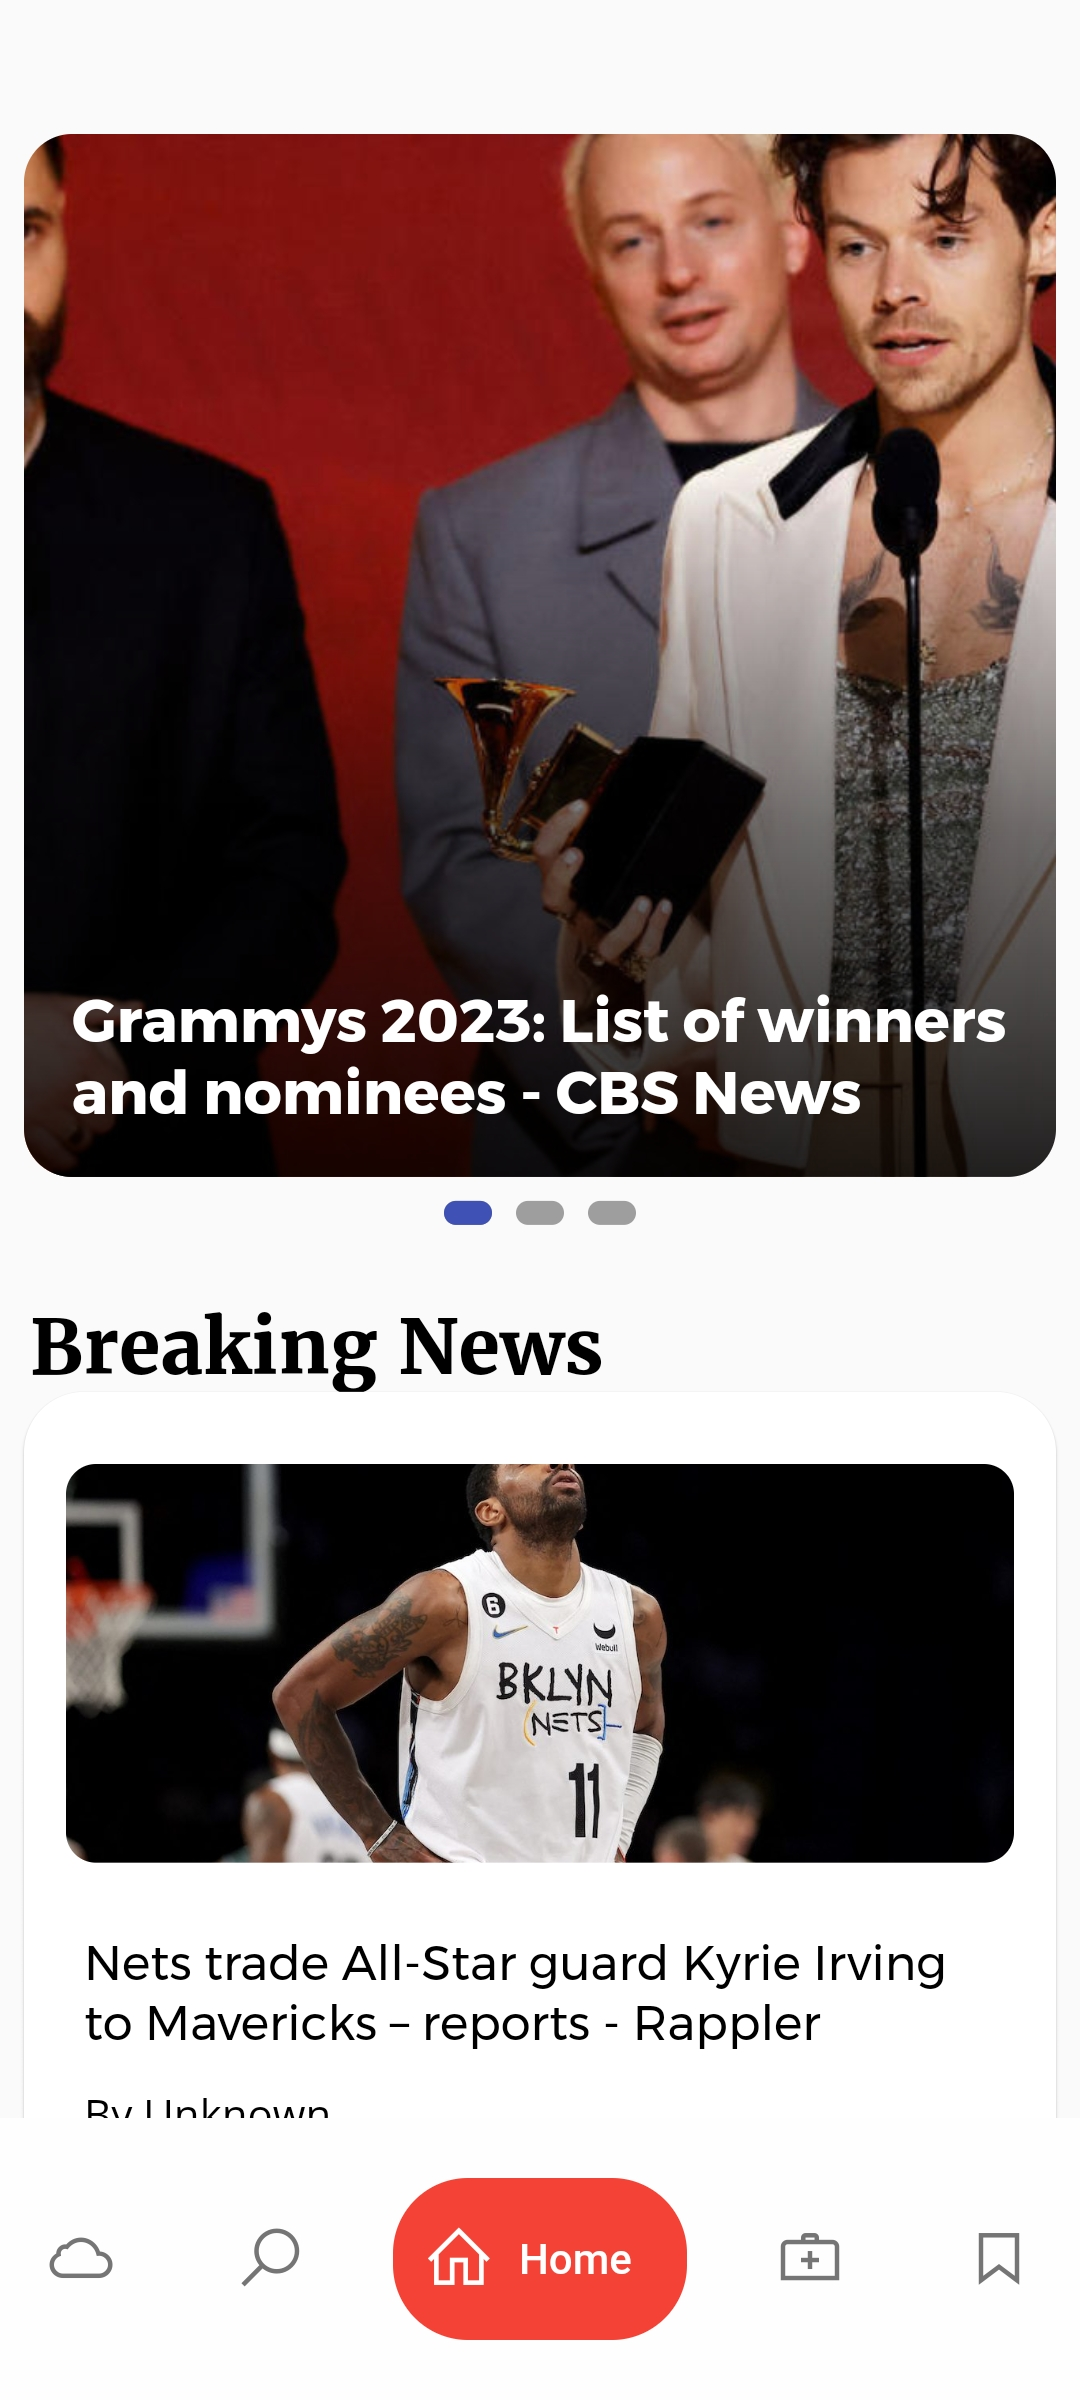 Grammys 2023: List of winners
and nominees - CBS News
Breaking News
6
Webull
BKLYN
(NETS)
11
Nets trade All-Star guard Kyrie Irving
to Mavericks – reports - Rappler
By Unknown
Home